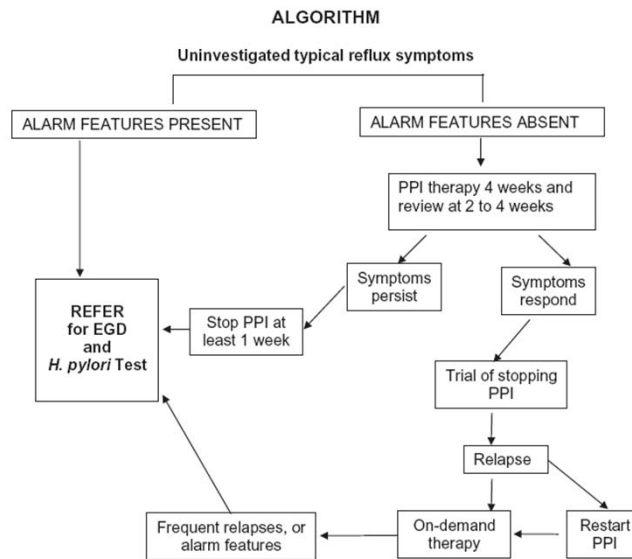 ALGORITHM
Uninvestigated typical reflux symptoms
ALARM FEATURES PRESENT
ALARM FEATURES ABSENT
PPI therapy 4 weeks and
review at 2 to 4 weeks
Symptoms
persist
Symptoms
respond
REFER
for EGD
and
H. pylori Test
Stop PPI at
least 1 week
Trial of stopping
PPI
Relapse
Frequent relapses, or
alarm features
On-demand
therapy
Restart
PPI